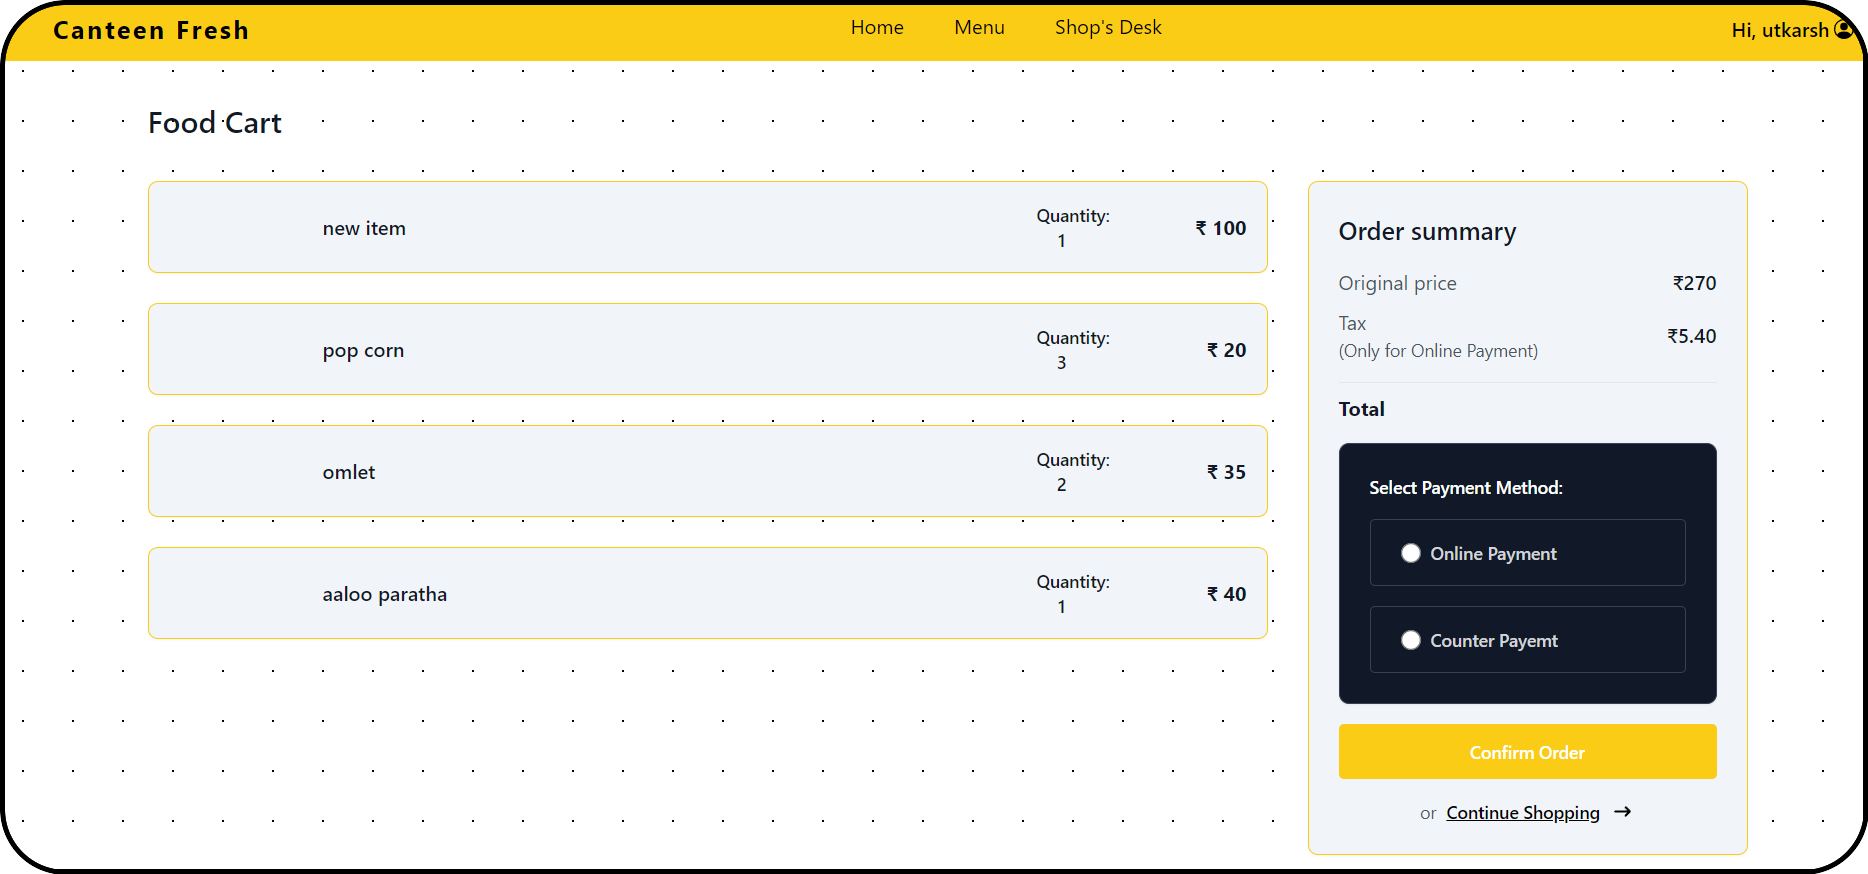 Canteen Fresh
Home
Menu
Shop's Desk
Hi, utkarsh
Food Cart
new item
Quantity:
1
₹ 100
pop corn
Quantity:
3
₹ 20
omlet
Quantity:
2
₹ 35
aaloo paratha
Quantity:
1
₹ 40
Order summary
Original price
₹270
Tax
(Only for Online Payment)
₹5.40
Total
Select Payment Method:
Online Payment
Counter Payemt
Confirm Order
or Continue Shopping →